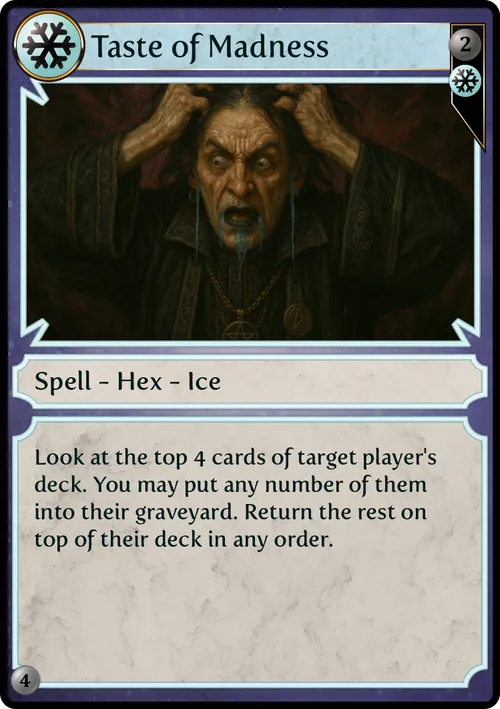 Taste of Madness
2
Spell - Hex - Ice
Look at the top 4 cards of target player's
deck. You may put any number of them
into their graveyard. Return the rest on
top of their deck in any order.
4